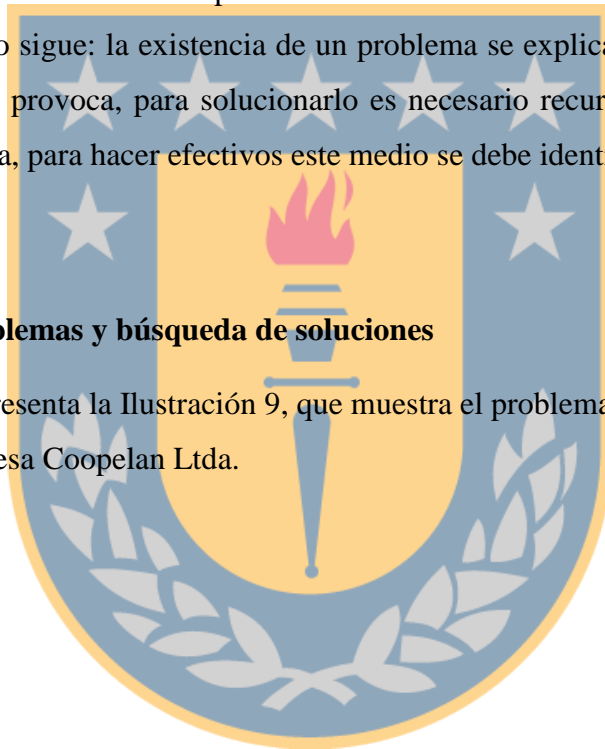 o sigue: la existencia de un problema se explica
provoca, para solucionarlo es necesario recur
a, para hacer efectivos este medio se debe identi
blemas y búsqueda de soluciones
resenta la Ilustración 9, que muestra el problema
esa Coopelan Ltda.